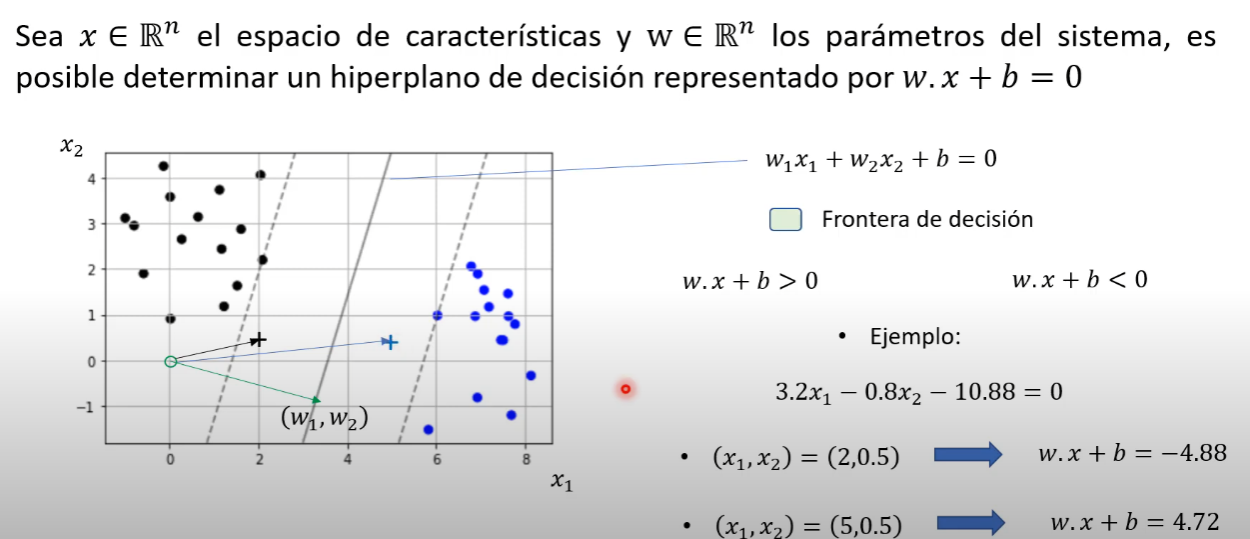 Sea x ∈ ℝⁿ el espacio de características y w ∈ ℝⁿ los parámetros del sistema, es
posible determinar un hiperplano de decisión representado por w.x + b = 0
x₂
4
3
2
1
0
−1
0 2 4 6 8
x₁
(w₁, w₂)
w₁x₁ + w₂x₂ + b = 0
Frontera de decisión
w.x + b > 0 w.x + b < 0
• Ejemplo:
3.2x₁ − 0.8x₂ − 10.88 = 0
• (x₁, x₂) = (2,0.5) w.x + b = −4.88
• (x₁, x₂) = (5,0.5) w.x + b = 4.72